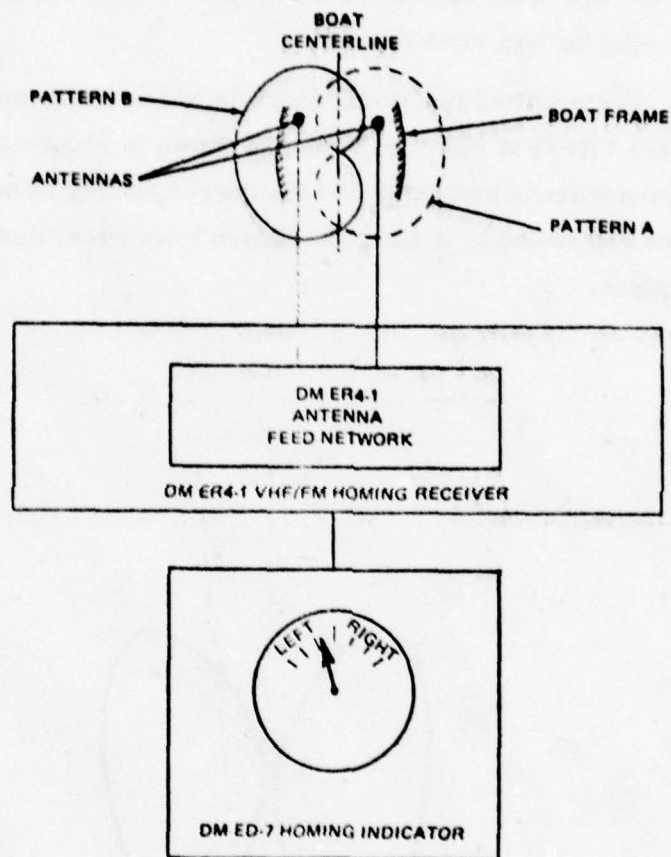 BOAT
CENTERLINE
PATTERN B
BOAT FRAME
ANTENNAS
PATTERN A
DM ER4-1
ANTENNA
FEED NETWORK
DM ER4-1 VHF/FM HOMING RECEIVER
LEFT RIGHT
DM ED-7 HOMING INDICATOR